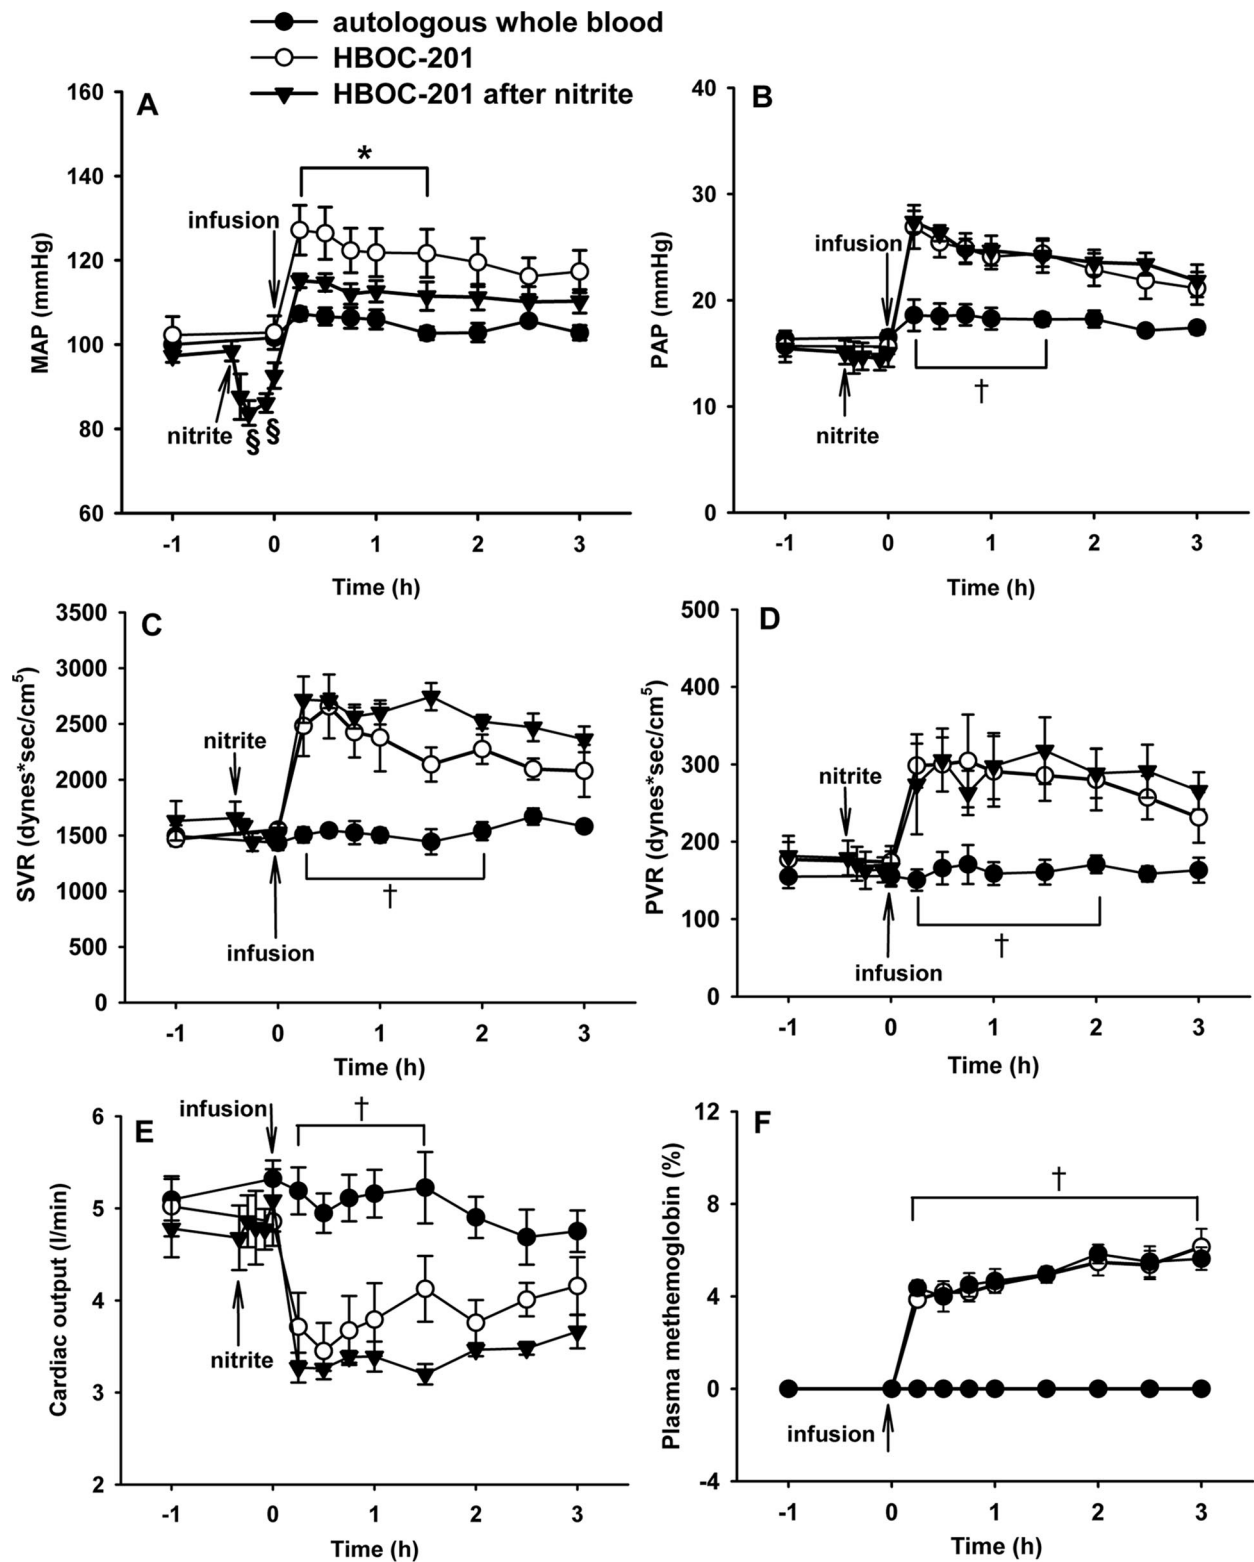 autologous whole blood
HBOC-201
HBOC-201 after nitrite
A
MAP (mmHg)
160
140
120
100
80
60
*
infusion
nitrite
§
§
-1 0 1 2 3
Time (h)
B
PAP (mmHg)
40
30
20
10
0
infusion
nitrite
†
-1 0 1 2 3
Time (h)
C
SVR (dynes*sec/cm⁵)
3500
3000
2500
2000
1500
1000
500
0
nitrite
†
infusion
-1 0 1 2 3
Time (h)
D
PVR (dynes*sec/cm⁵)
500
400
300
200
100
0
nitrite
†
infusion
-1 0 1 2 3
Time (h)
E
Cardiac output (l/min)
6
5
4
3
2
infusion
†
nitrite
-1 0 1 2 3
Time (h)
F
Plasma methemoglobin (%)
12
8
4
0
-4
†
infusion
-1 0 1 2 3
Time (h)